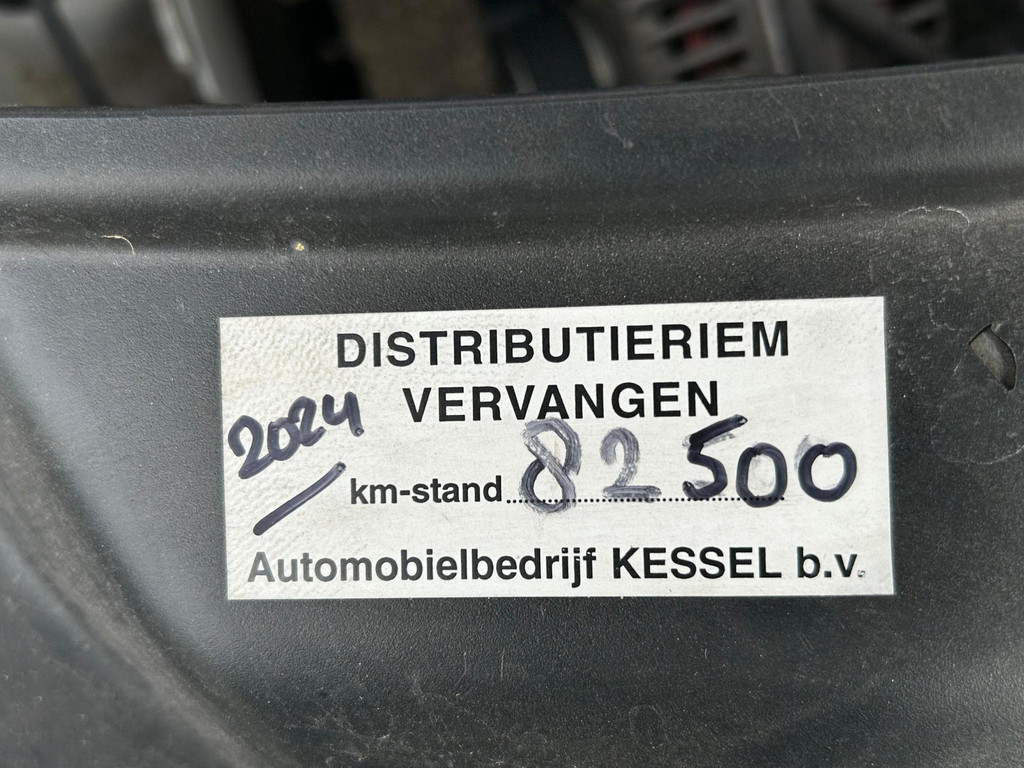 DISTRIBUTIERIEM
VERVANGEN
2024
km-stand 82500
Automobielbedrijf KESSEL b.v.